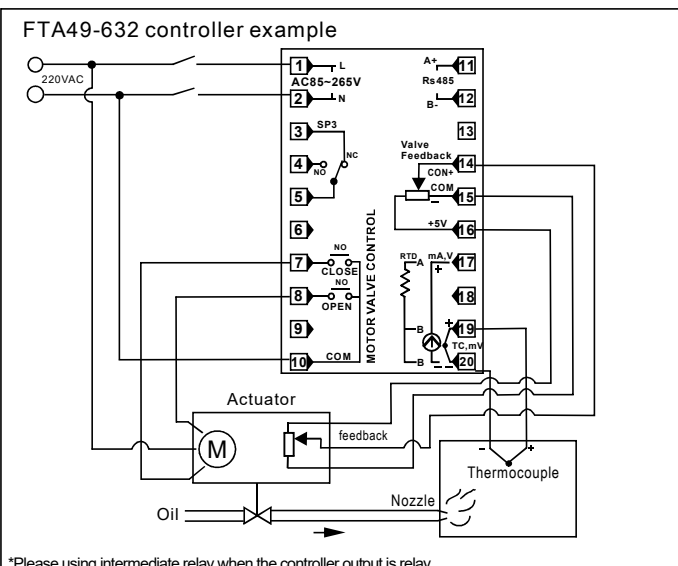 FTA49-632 controller example
220VAC
1 L
AC85~265V
2 N
3 SP3
4 NO NC
5
6
7 NO
CLOSE
8 NO
OPEN
9
10 COM
MOTOR VALVE CONTROL
A+ 11
Rs485
B- 12
13
Valve
Feedback 14
CON+
COM 15
−
+5V 16
RTD A mA,V 17
+
18
B + 19
TC,mV
B − − 20
Actuator
M
feedback
− +
Thermocouple
Nozzle
Oil
*Please using intermediate relay when the controller output is relay